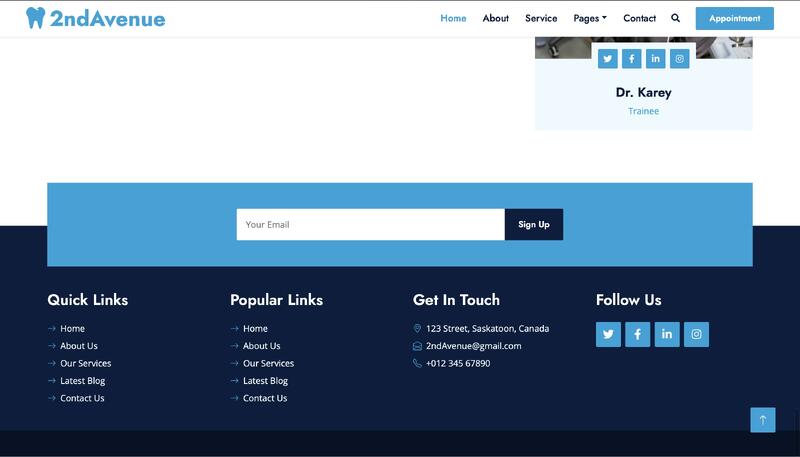 2ndAvenue
Home About Service Pages Contact Appointment
Dr. Karey
Trainee
Your Email Sign Up
Quick Links
Home
About Us
Our Services
Latest Blog
Contact Us
Popular Links
Home
About Us
Our Services
Latest Blog
Contact Us
Get In Touch
123 Street, Saskatoon, Canada
2ndAvenue@gmail.com
+012 345 67890
Follow Us